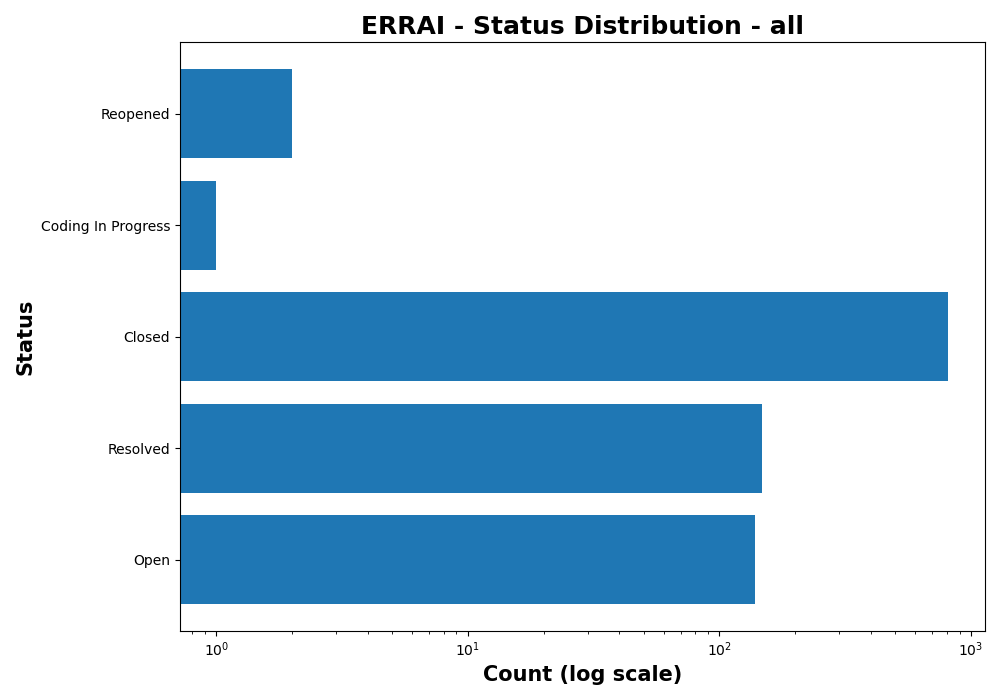 ERRAI - Status Distribution - all
Reopened
Coding In Progress
Closed
Resolved
Open
Status
10⁰ 10¹ 10² 10³
Count (log scale)